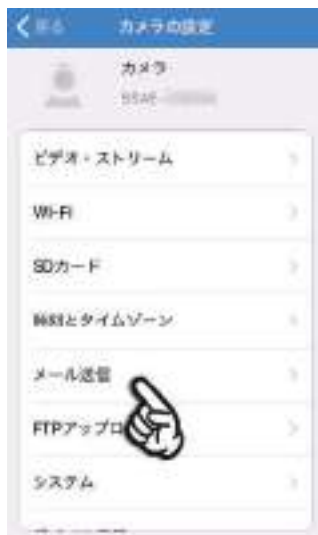 戻る
カメラの設定
カメラ
ビデオ・ストリーム
Wi-Fi
SDカード
時刻とタイムゾーン
メール送信
FTPアップロ
システム